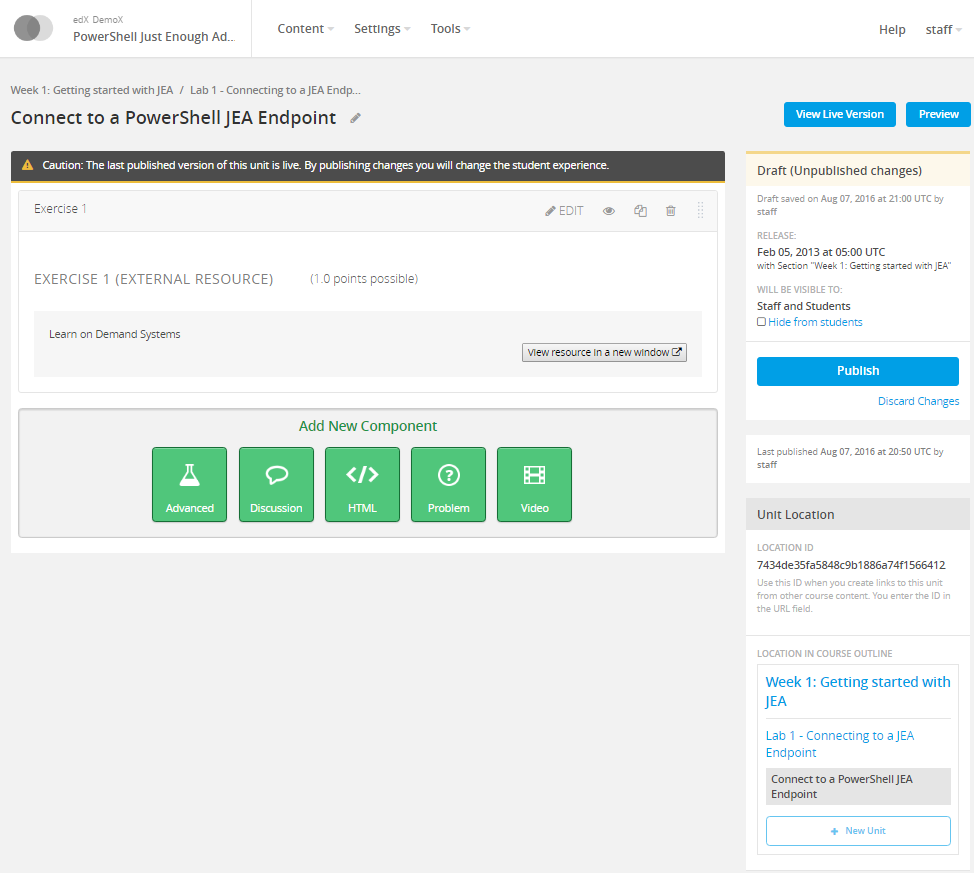 edX DemoX
PowerShell Just Enough Ad...
Content
Settings
Tools
Help
staff
Week 1: Getting started with JEA / Lab 1 - Connecting to a JEA Endp...
Connect to a PowerShell JEA Endpoint
View Live Version
Preview
Caution: The last published version of this unit is live. By publishing changes you will change the student experience.
Exercise 1
EDIT
EXERCISE 1 (EXTERNAL RESOURCE)
(1.0 points possible)
Learn on Demand Systems
View resource in a new window
Add New Component
Advanced
Discussion
HTML
Problem
Video
Draft (Unpublished changes)
Draft saved on Aug 07, 2016 at 21:00 UTC by
staff
RELEASE:
Feb 05, 2013 at 05:00 UTC
with Section "Week 1: Getting started with JEA"
WILL BE VISIBLE TO:
Staff and Students
Hide from students
Publish
Discard Changes
Last published Aug 07, 2016 at 20:50 UTC by
staff
Unit Location
LOCATION ID
7434de35fa5848c9b1886a74f1566412
Use this ID when you create links to this unit
from other course content. You enter the ID in
the URL field.
LOCATION IN COURSE OUTLINE
Week 1: Getting started with
JEA
Lab 1 - Connecting to a JEA
Endpoint
Connect to a PowerShell JEA
Endpoint
+ New Unit